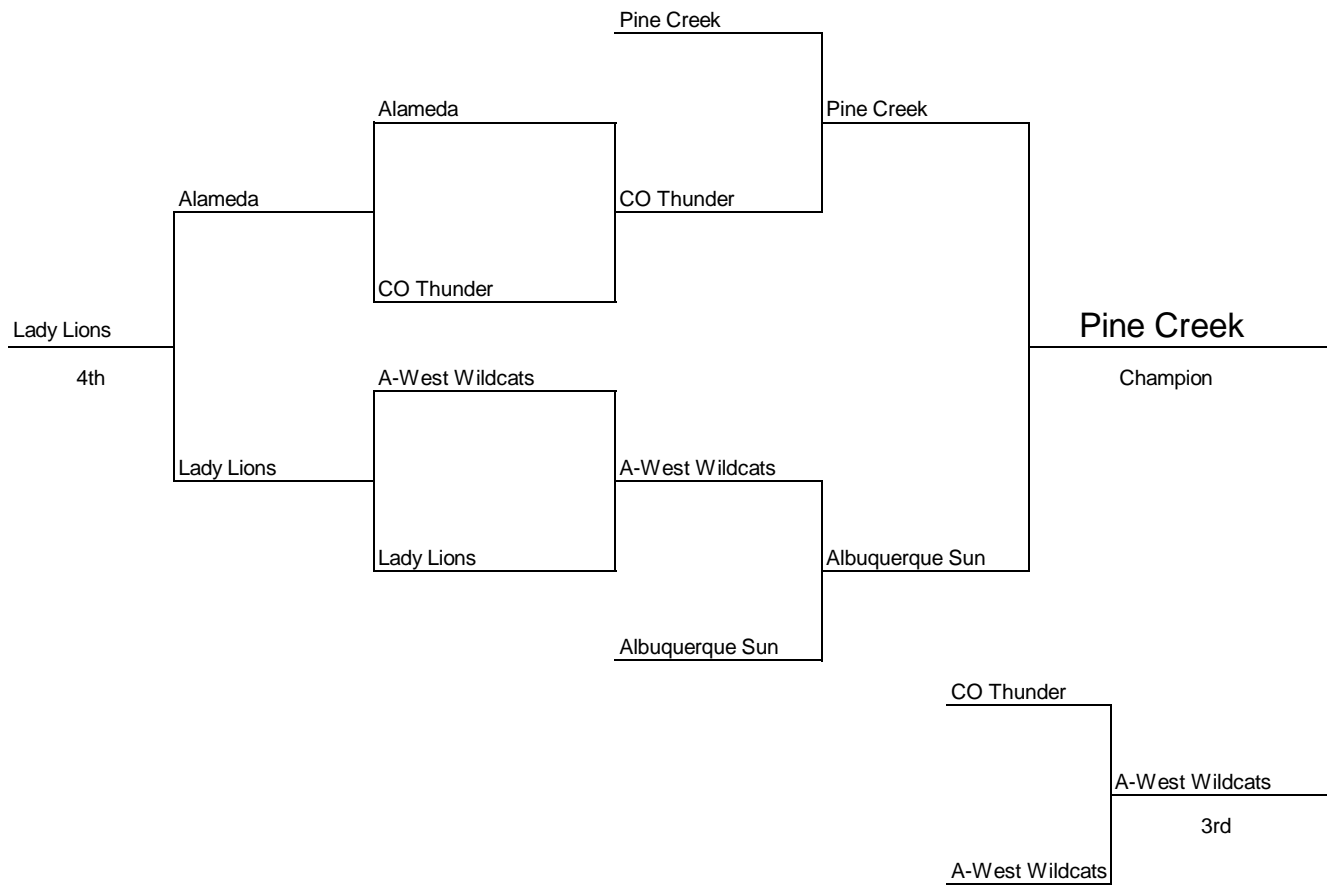 Pine Creek
Alameda
Pine Creek
Alameda
CO Thunder
CO Thunder
Lady Lions
Pine Creek
4th
A-West Wildcats
Champion
Lady Lions
A-West Wildcats
Lady Lions
Albuquerque Sun
Albuquerque Sun
CO Thunder
A-West Wildcats
3rd
A-West Wildcats